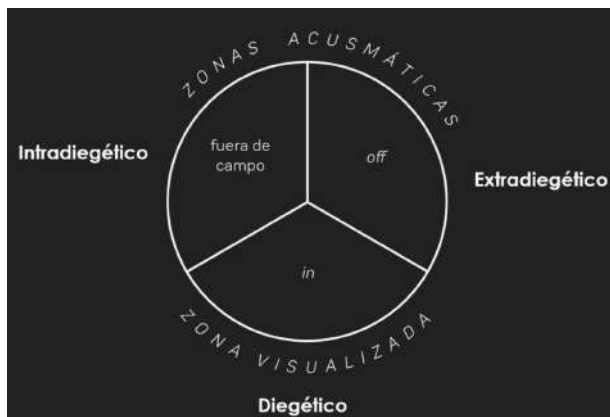 ZONAS ACUSMÁTICAS
Intradiegético
fuera de
campo
off
Extradiegético
in
ZONA VISUALIZADA
Diegético